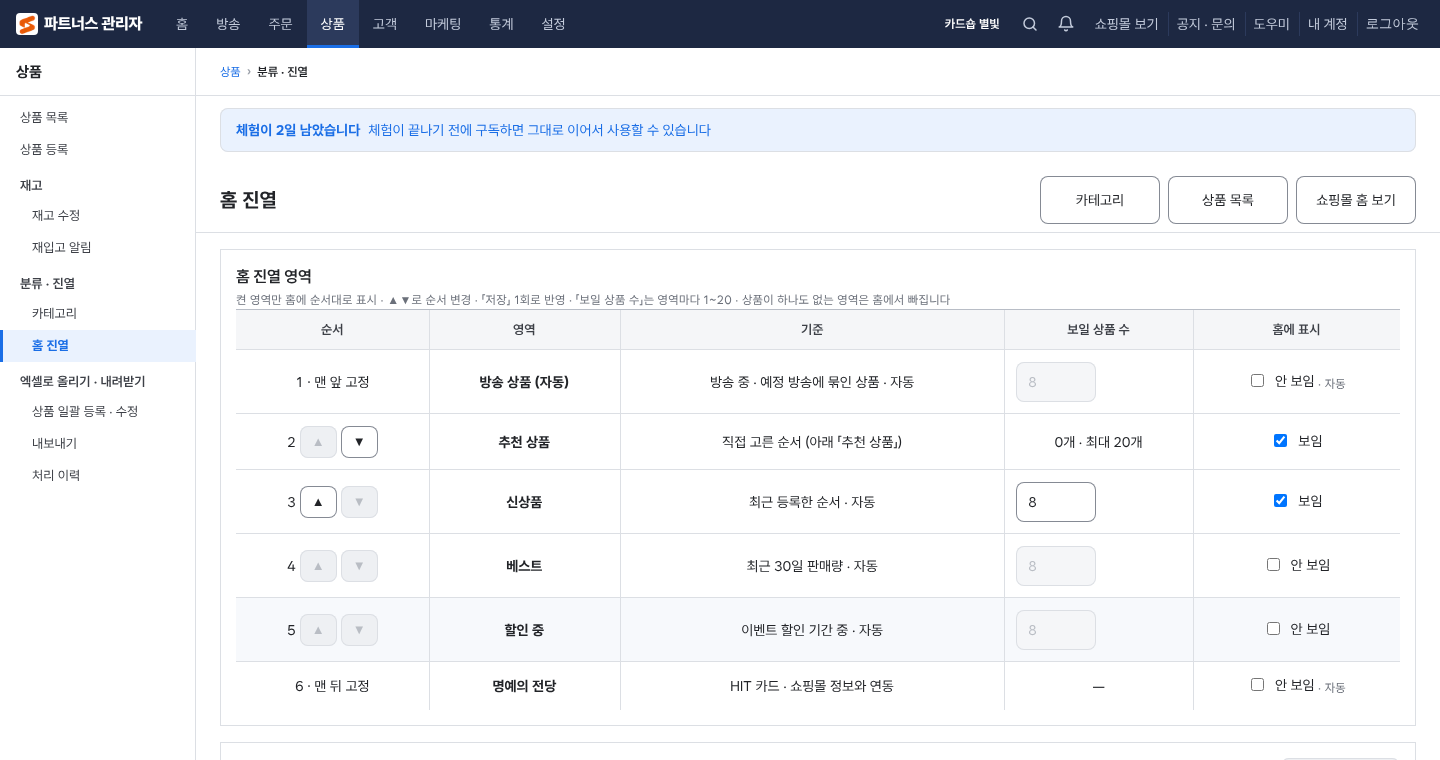 파트너스 관리자 홈 방송 주문 상품 고객 마케팅 통계 설정 카드숍 별빛 쇼핑몰 보기 공지 · 문의 도우미 내 계정 로그아웃
상품
상품 › 분류 · 진열
상품 목록
상품 등록
재고
재고 수정
재입고 알림
분류 · 진열
카테고리
홈 진열
엑셀로 올리기 · 내려받기
상품 일괄 등록 · 수정
내보내기
처리 이력
체험이 2일 남았습니다 체험이 끝나기 전에 구독하면 그대로 이어서 사용할 수 있습니다
홈 진열 카테고리 상품 목록 쇼핑몰 홈 보기
홈 진열 영역
켠 영역만 홈에 순서대로 표시 · ▲▼로 순서 변경 · 「저장」 1회로 반영 · 「보일 상품 수」는 영역마다 1~20 · 상품이 하나도 없는 영역은 홈에서 빠집니다
순서 영역 기준 보일 상품 수 홈에 표시
1 · 맨 앞 고정 방송 상품 (자동) 방송 중 · 예정 방송에 묶인 상품 · 자동 8 안 보임 · 자동
2 ▲ ▼ 추천 상품 직접 고른 순서 (아래 「추천 상품」) 0개 · 최대 20개 보임
3 ▲ ▼ 신상품 최근 등록한 순서 · 자동 8 보임
4 ▲ ▼ 베스트 최근 30일 판매량 · 자동 8 안 보임
5 ▲ ▼ 할인 중 이벤트 할인 기간 중 · 자동 8 안 보임
6 · 맨 뒤 고정 명예의 전당 HIT 카드 · 쇼핑몰 정보와 연동 — 안 보임 · 자동